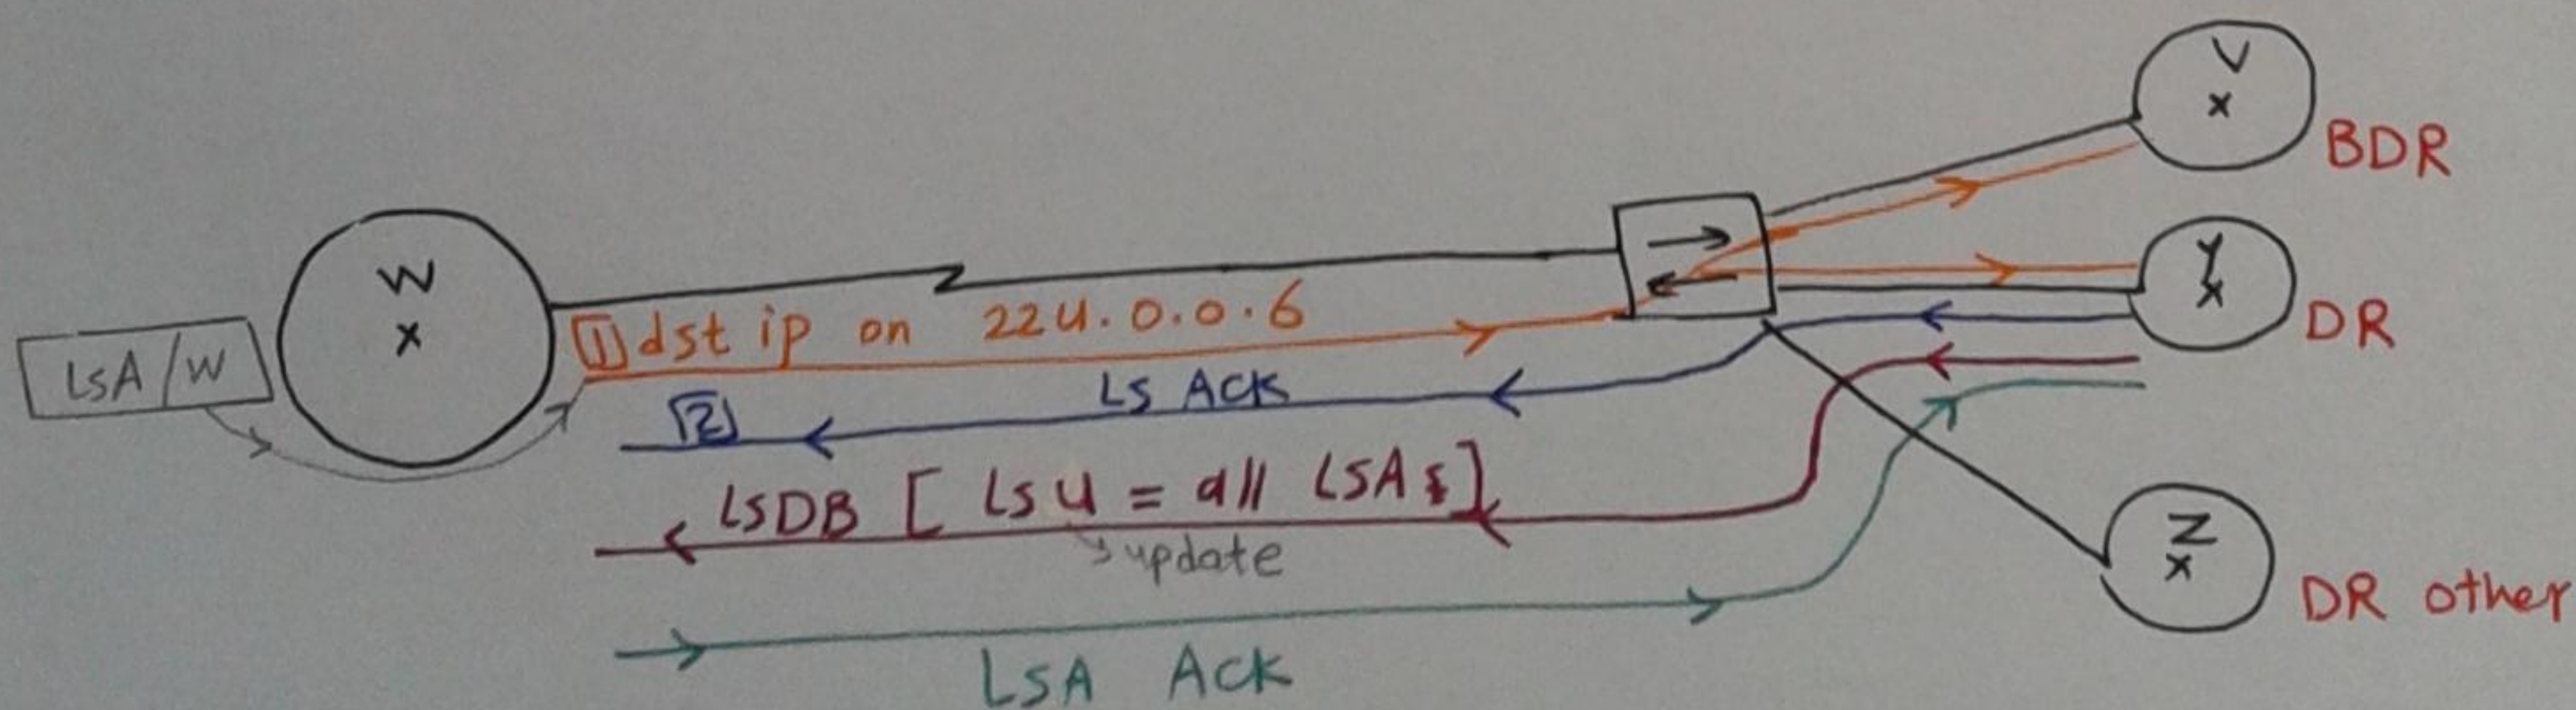 V
x
BDR
W
x
LSA/W
1 dst ip on 224.0.0.6
Y
x
DR
2 LS ACK
LSDB [ LSU = all LSAs]
update
Z
x
DR other
LSA Ack